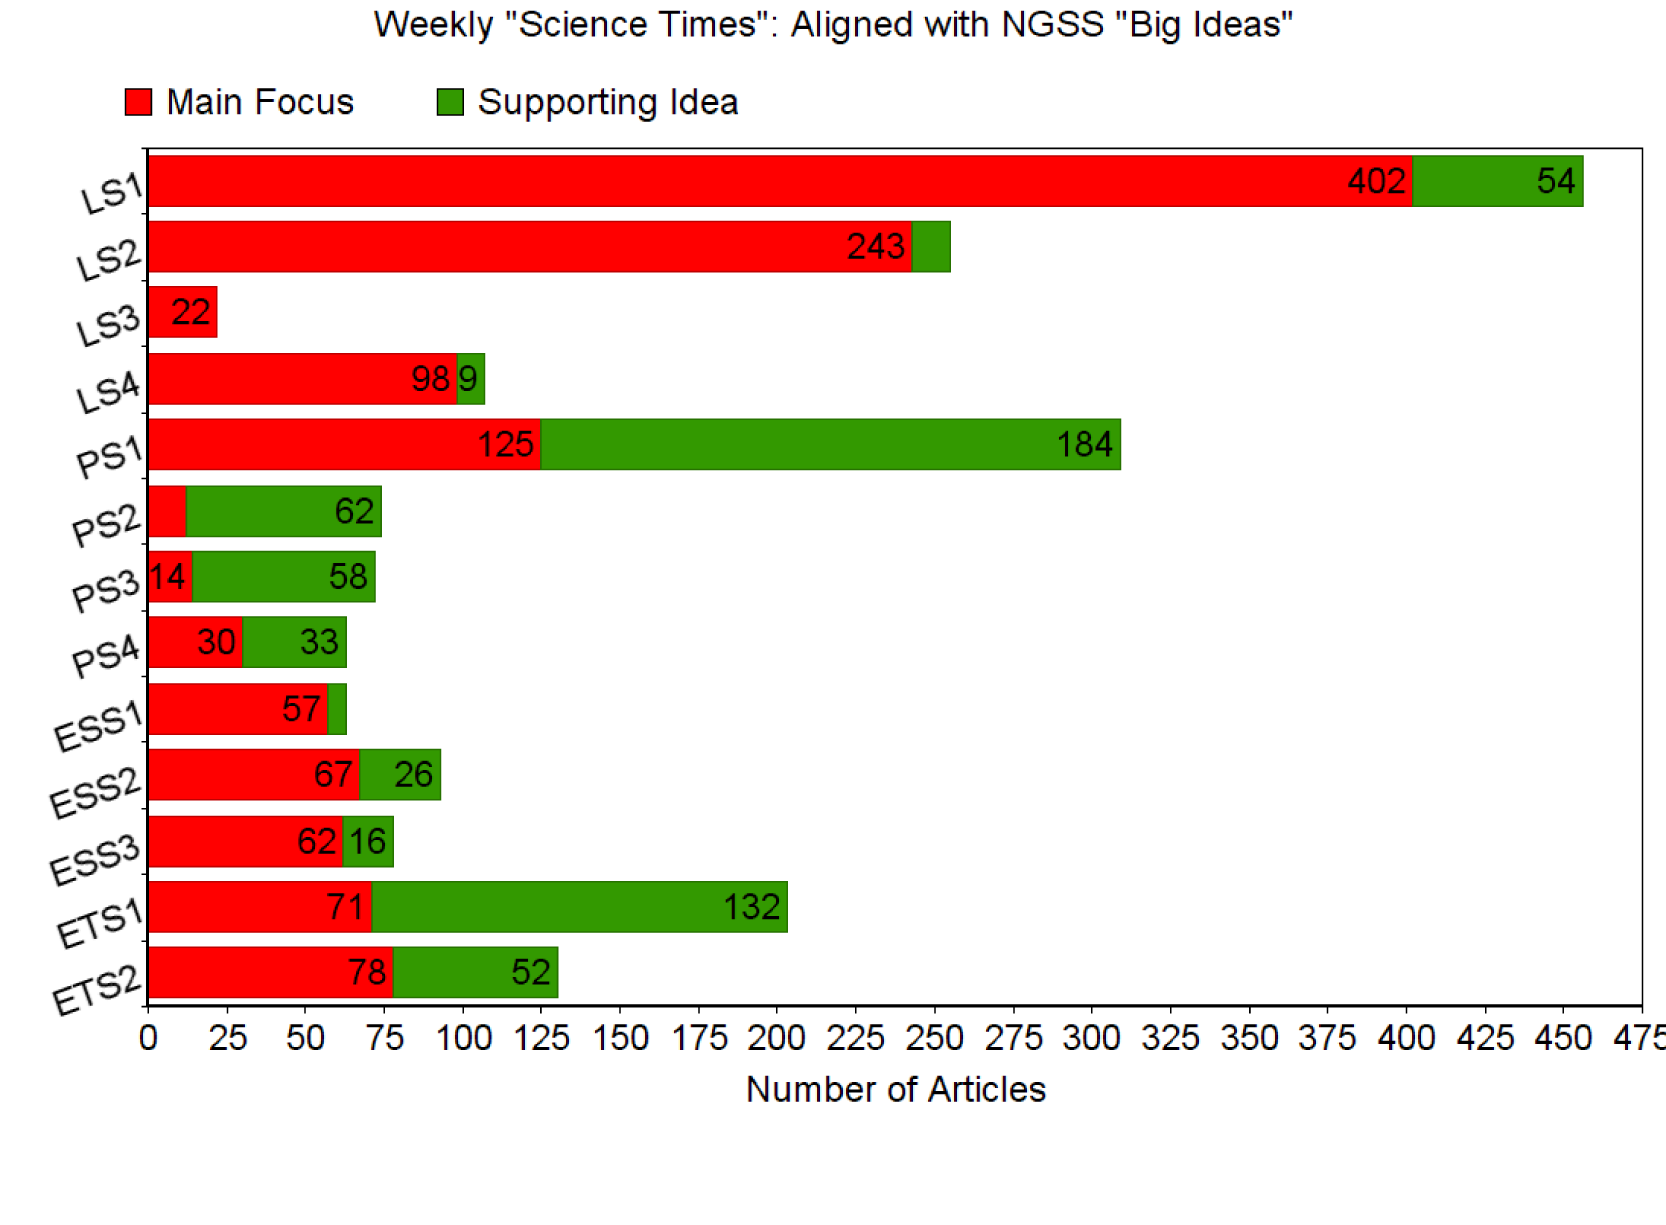 Weekly "Science Times": Aligned with NGSS "Big Ideas"
Main Focus Supporting Idea
LS1 402 54
LS2 243
LS3 22
LS4 98 9
PS1 125 184
PS2 62
PS3 14 58
PS4 30 33
ESS1 57
ESS2 67 26
ESS3 62 16
ETS1 71 132
ETS2 78 52
0 25 50 75 100 125 150 175 200 225 250 275 300 325 350 375 400 425 450 475
Number of Articles